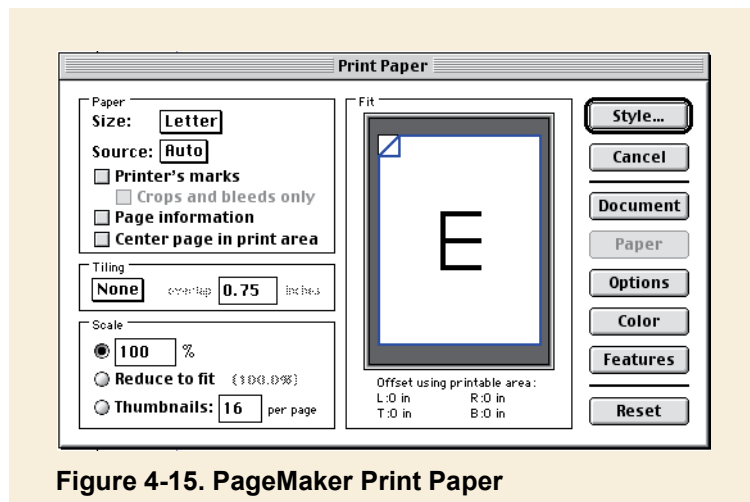 Print Paper
Paper
Size: Letter
Source: Auto
Printer's marks
Crops and bleeds only
Page information
Center page in print area
Tiling
None overlap 0.75 inches
Scale
100 %
Reduce to fit (100.0%)
Thumbnails: 16 per page
Fit
E
Offset using printable area:
L:0 in R:0 in
T:0 in B:0 in
Style...
Cancel
Document
Paper
Options
Color
Features
Reset
Figure 4-15. PageMaker Print Paper